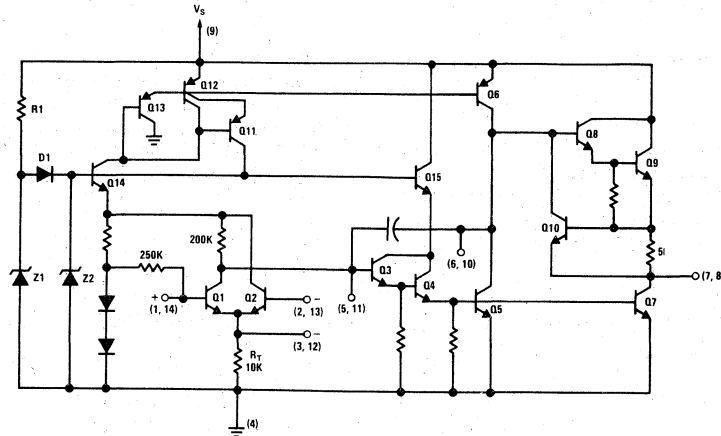 VS
(9)
Q12
Q6
Q13
R1
Q11
Q8
Q9
D1
Q14
Q15
Q10
200K
250K
(6, 10)
Z1
Z2
Q3
Q4
+
(1, 14)
Q1
Q2
−
(2, 13)
(5, 11)
Q5
Q7
(7, 8
−
(3, 12)
RT
10K
(4)